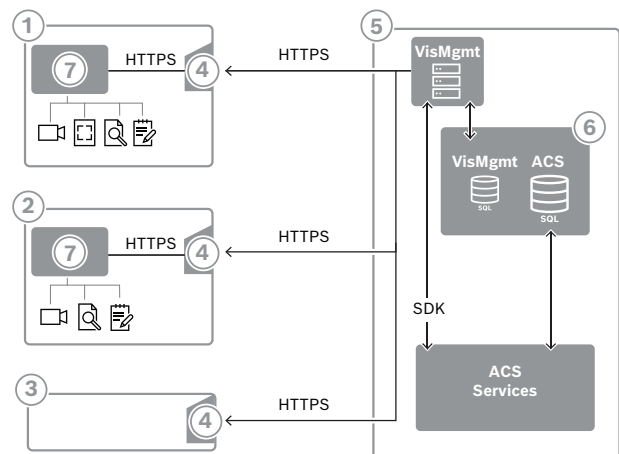 1
7
HTTPS
4
HTTPS
2
7
HTTPS
4
HTTPS
3
4
HTTPS
5
VisMgmt
6
VisMgmt
ACS
SQL
SQL
SDK
ACS
Services